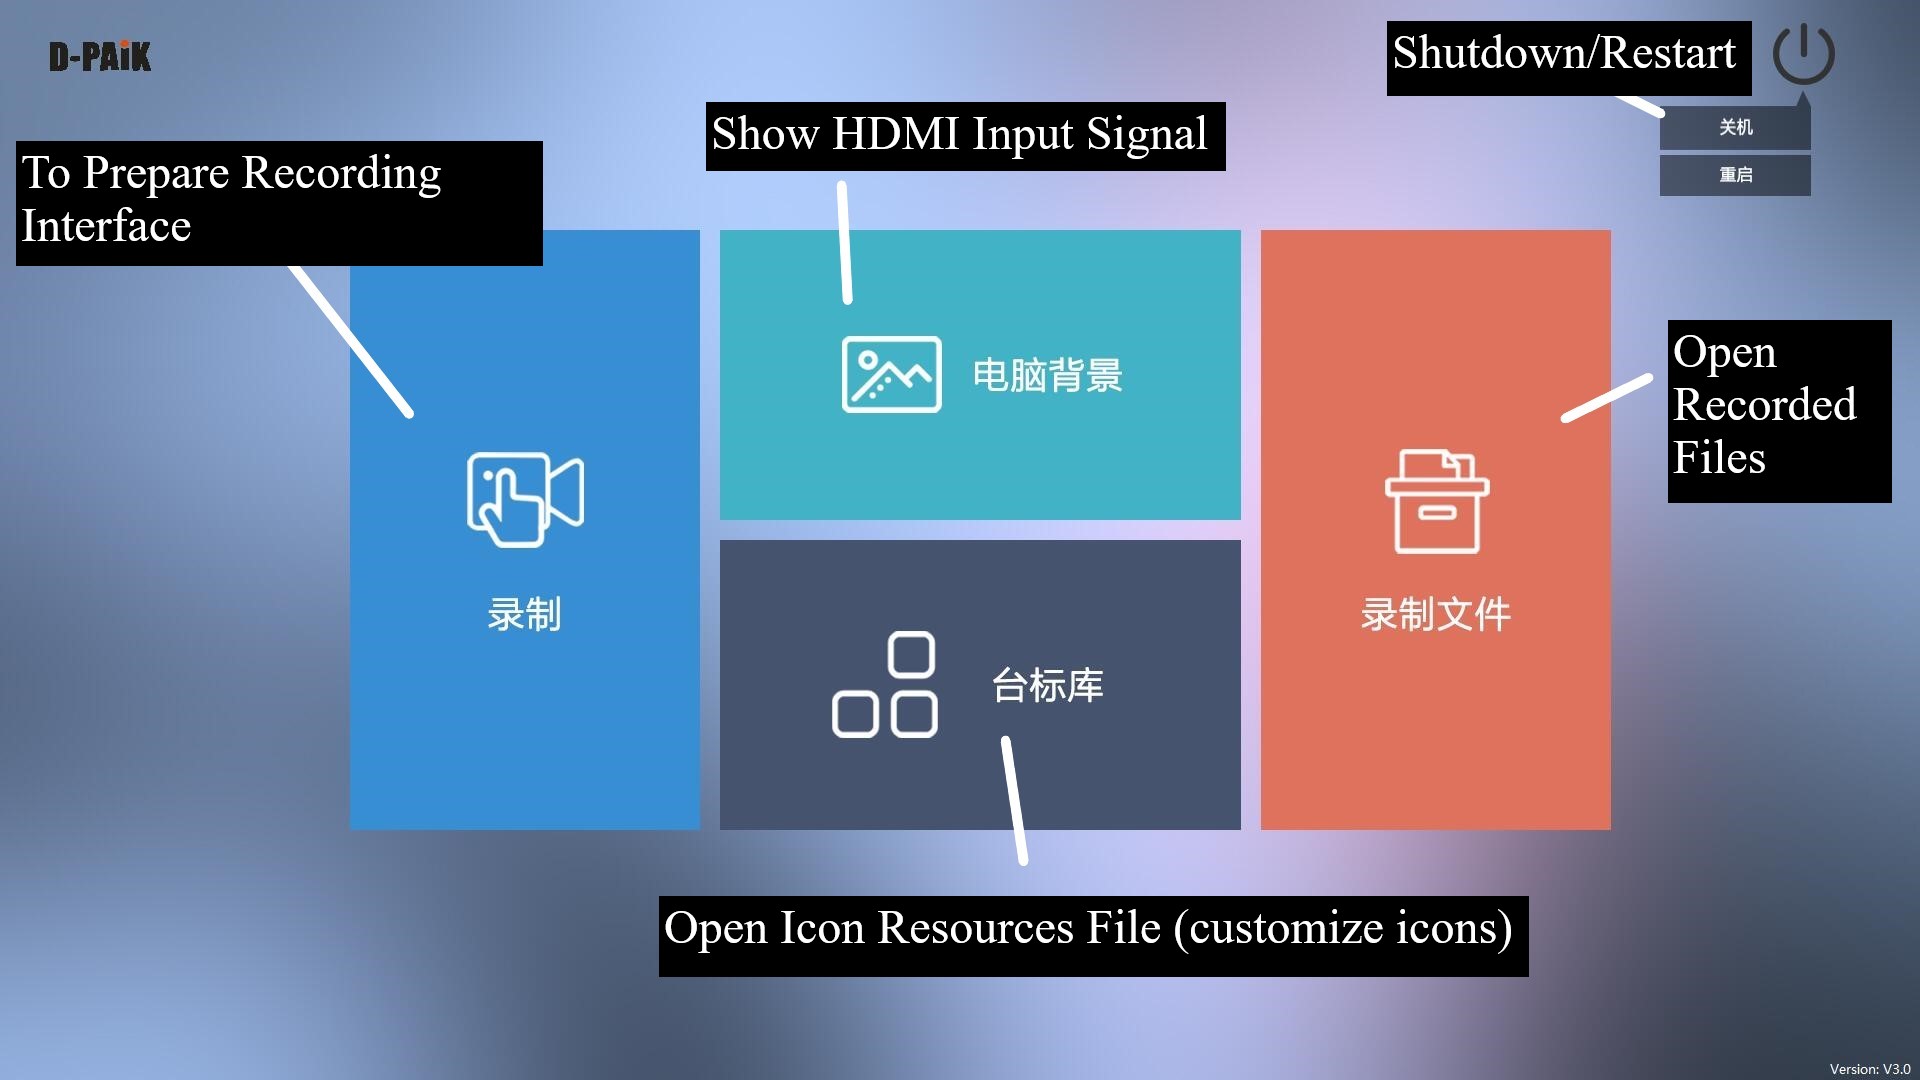 D-PAiK
Shutdown/Restart
Show HDMI Input Signal
关机
To Prepare Recording
Interface
重启
电脑背景
Open
Recorded
Files
录制
录制文件
台标库
Open Icon Resources File (customize icons)
Version: V3.0